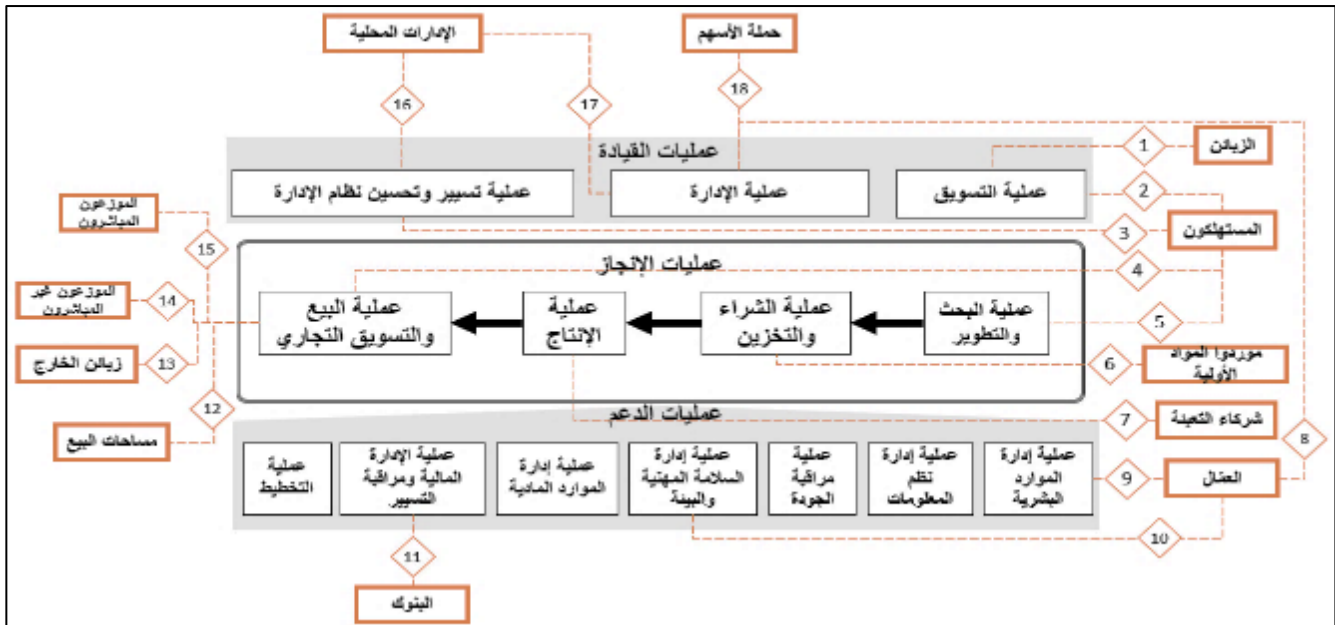 الإدارات المحلية
حملة الأسهم
16
17
18
عمليات القيادة
1
الزبائن
عملية تسيير وتحسين نظام الإدارة
عملية الإدارة
عملية التسويق
2
الموزعون
المباشرون
المستهلكون
3
15
عمليات الإنجاز
4
الموزعون غير
المباشرون
14
عملية البيع
والتسويق التجاري
عملية
الإنتاج
عملية الشراء
والتخزين
عملية البحث
والتطوير
5
زبائن الخارج
13
6
موردوا المواد
الأولية
12
عمليات الدعم
7
شركاء التعبئة
مساحات البيع
8
عملية
التخطيط
عملية الإدارة
المالية ومراقبة
التسيير
عملية إدارة
الموارد المادية
عملية إدارة
السلامة المهنية
والبيئة
عملية
مراقبة
الجودة
عملية إدارة
نظم
المعلومات
عملية إدارة
الموارد
البشرية
9
العمال
10
11
البنوك